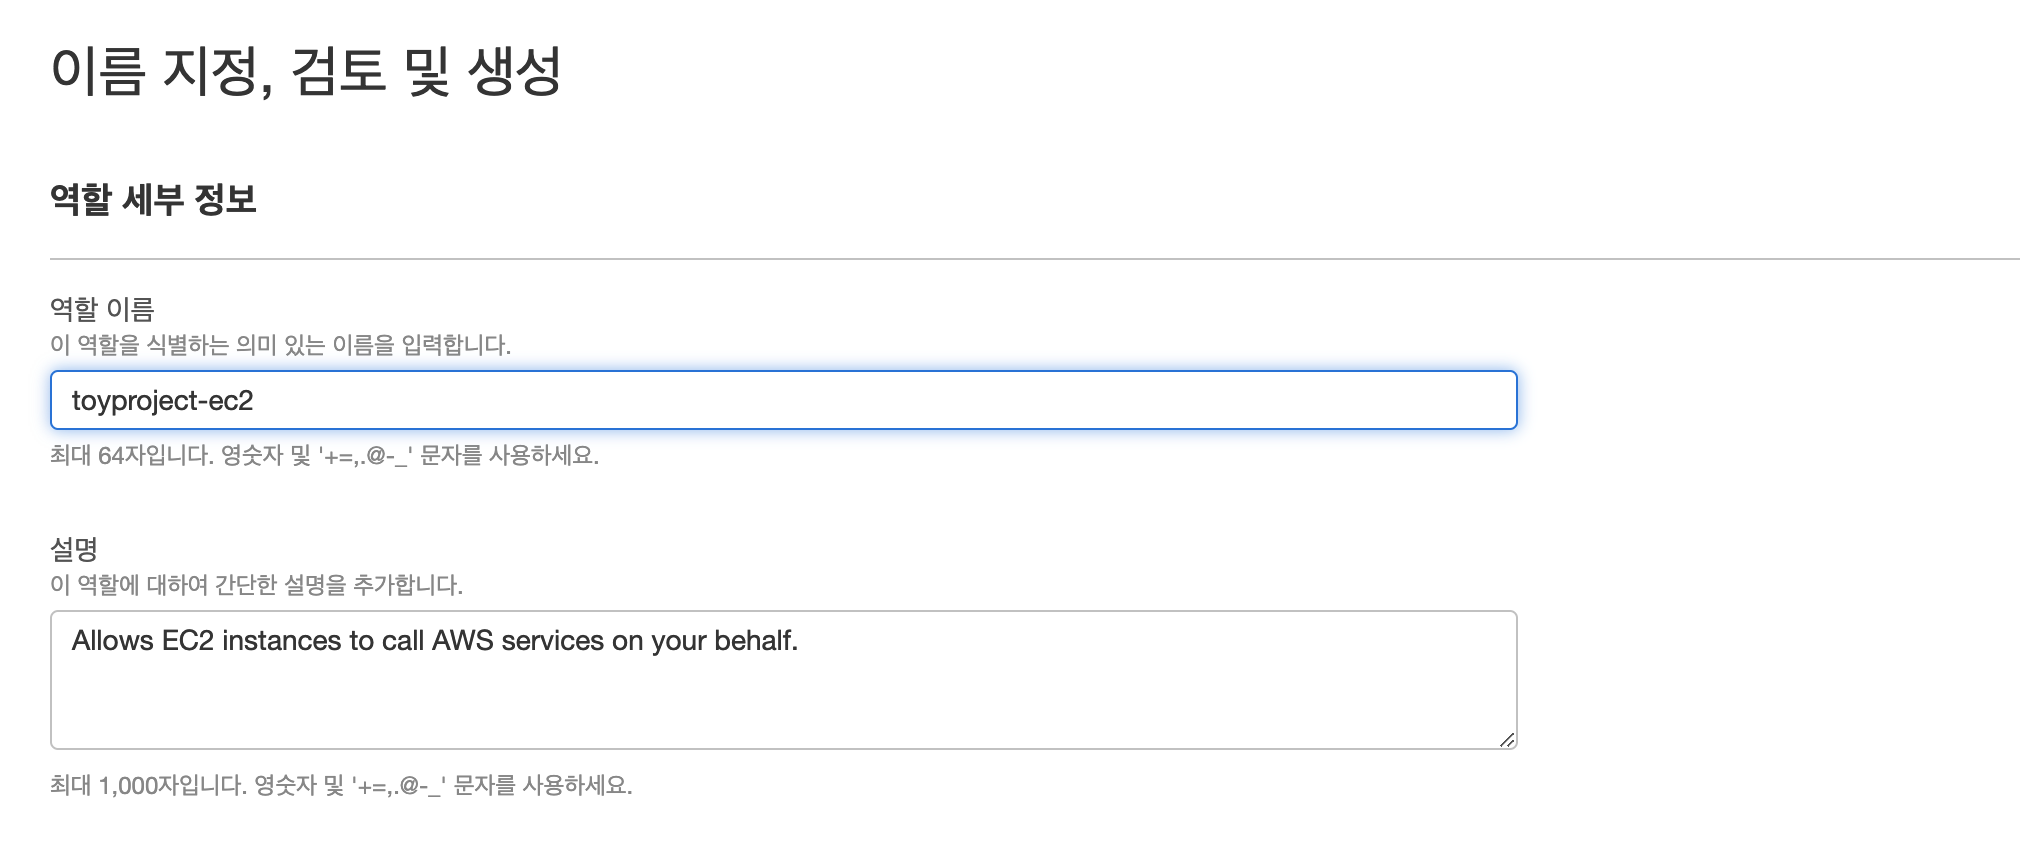 이름 지정, 검토 및 생성
역할 세부 정보
역할 이름
이 역할을 식별하는 의미 있는 이름을 입력합니다.
toyproject-ec2
최대 64자입니다. 영숫자 및 '+=,.@-_' 문자를 사용하세요.
설명
이 역할에 대하여 간단한 설명을 추가합니다.
Allows EC2 instances to call AWS services on your behalf.
최대 1,000자입니다. 영숫자 및 '+=,.@-_' 문자를 사용하세요.